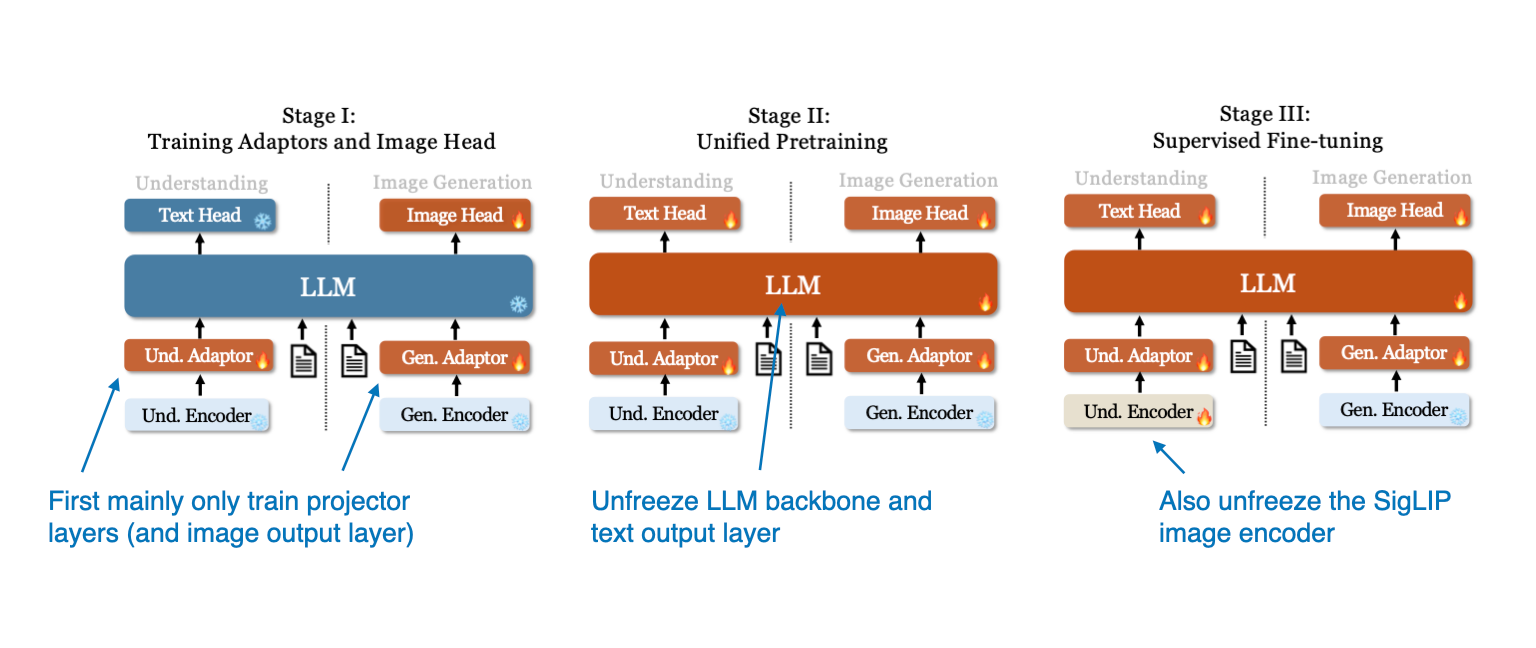 Stage I:
Training Adaptors and Image Head
Understanding
Image Generation
Text Head
Image Head
LLM
Und. Adaptor
Gen. Adaptor
Und. Encoder
Gen. Encoder
First mainly only train projector
layers (and image output layer)
Stage II:
Unified Pretraining
Understanding
Image Generation
Text Head
Image Head
LLM
Und. Adaptor
Gen. Adaptor
Und. Encoder
Gen. Encoder
Unfreeze LLM backbone and
text output layer
Stage III:
Supervised Fine-tuning
Understanding
Image Generation
Text Head
Image Head
LLM
Und. Adaptor
Gen. Adaptor
Und. Encoder
Gen. Encoder
Also unfreeze the SigLIP
image encoder